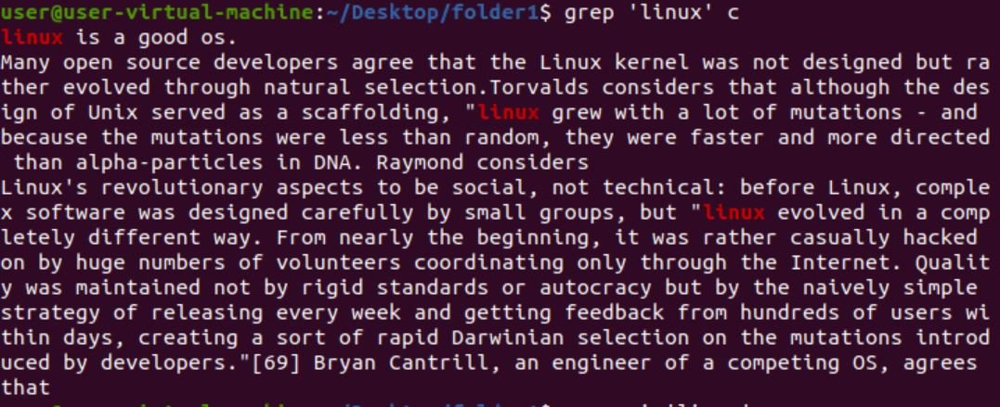 user@user-virtual-machine:~/Desktop/folder1$ grep 'linux' c
linux is a good os.
Many open source developers agree that the Linux kernel was not designed but ra
ther evolved through natural selection.Torvalds considers that although the des
ign of Unix served as a scaffolding, "linux grew with a lot of mutations - and
because the mutations were less than random, they were faster and more directed
 than alpha-particles in DNA. Raymond considers
Linux's revolutionary aspects to be social, not technical: before Linux, comple
x software was designed carefully by small groups, but "linux evolved in a comp
letely different way. From nearly the beginning, it was rather casually hacked
on by huge numbers of volunteers coordinating only through the Internet. Qualit
y was maintained not by rigid standards or autocracy but by the naively simple
strategy of releasing every week and getting feedback from hundreds of users wi
thin days, creating a sort of rapid Darwinian selection on the mutations introd
uced by developers."[69] Bryan Cantrill, an engineer of a competing OS, agrees
that